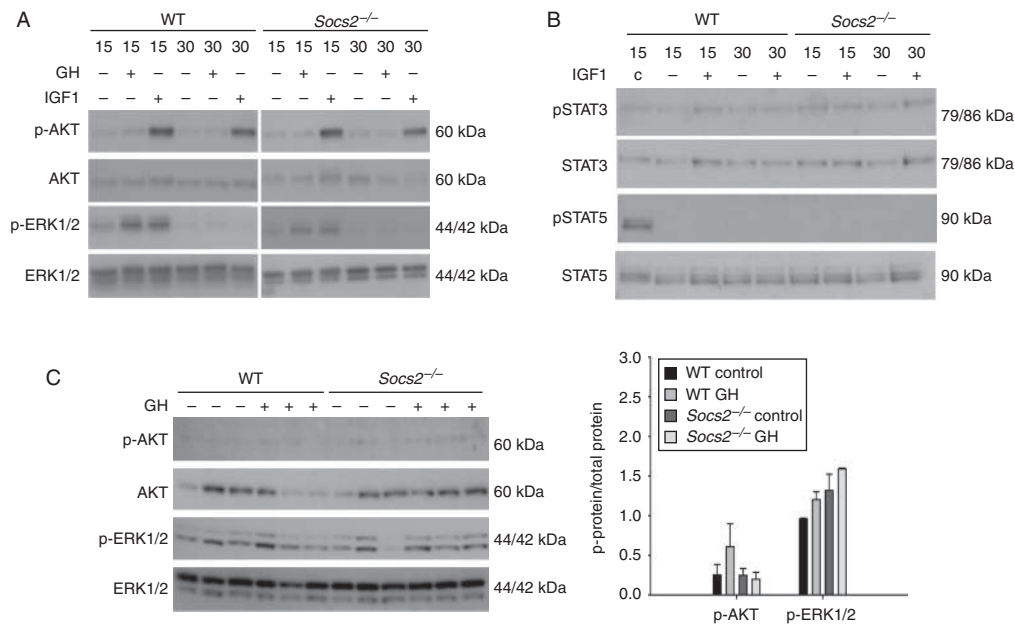 A
WT Socs2−/−
15 15 15 30 30 30 15 15 15 30 30 30
GH − + − − + − − + − − + −
IGF1 − − + − − + − − + − − +
p-AKT 60 kDa
AKT 60 kDa
p-ERK1/2 44/42 kDa
ERK1/2 44/42 kDa
B
WT Socs2−/−
15 15 15 30 30 15 15 30 30
IGF1 c − + − + − + − +
pSTAT3 79/86 kDa
STAT3 79/86 kDa
pSTAT5 90 kDa
STAT5 90 kDa
C
WT Socs2−/−
GH − − − + + + − − − + + +
p-AKT 60 kDa
AKT 60 kDa
p-ERK1/2 44/42 kDa
ERK1/2 44/42 kDa
3.0
2.5
2.0
1.5
1.0
0.5
0.0
p-protein/total protein
WT control
WT GH
Socs2−/− control
Socs2−/− GH
p-AKT p-ERK1/2